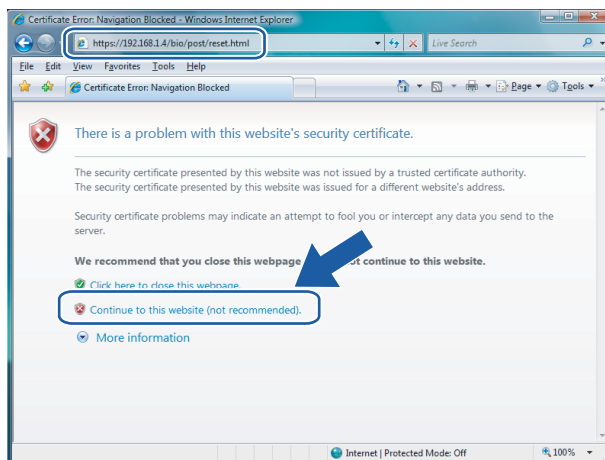 Certificate Error: Navigation Blocked - Windows Internet Explorer
https://192.168.1.4/bio/post/reset.html
Live Search
File Edit View Favorites Tools Help
Certificate Error: Navigation Blocked
Page Tools
There is a problem with this website's security certificate.
The security certificate presented by this website was not issued by a trusted certificate authority.
The security certificate presented by this website was issued for a different website's address.
Security certificate problems may indicate an attempt to fool you or intercept any data you send to the
server.
We recommend that you close this webpage ot continue to this website.
Click here to close this webpage.
Continue to this website (not recommended).
More information
Internet | Protected Mode: Off
100%